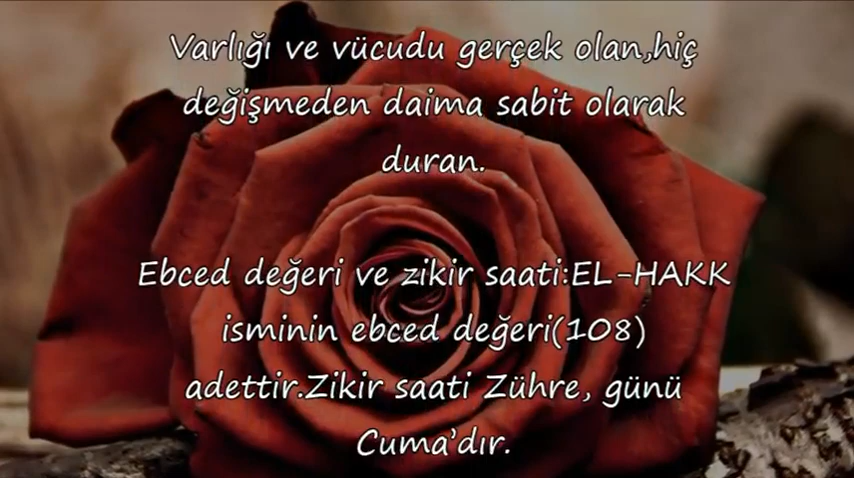 Varlığı ve vücudu gerçek olan,hiç
değişmeden daima sabit olarak
duran.
Ebced değeri ve zikir saati:EL-HAKK
isminin ebced değeri(108)
adettir.Zikir saati Zühre, günü
Cuma'dır.